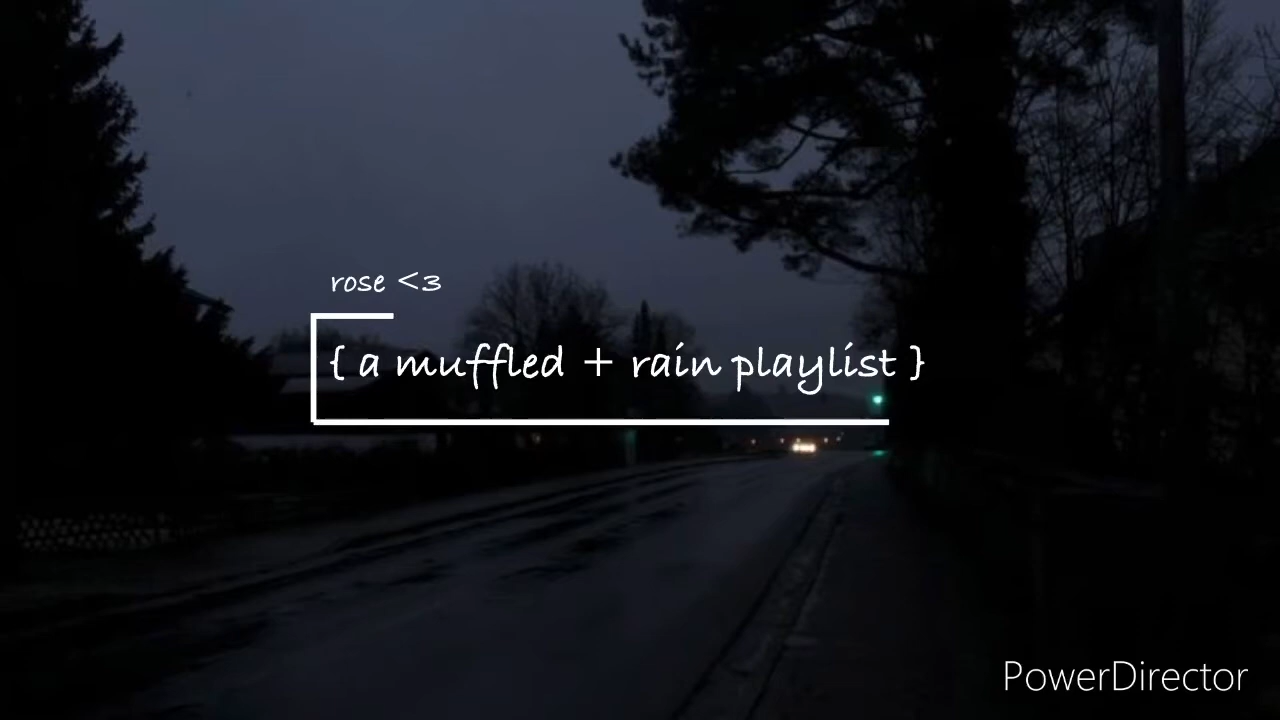 rose <3
{ a muffled + rain playlist }
PowerDirector